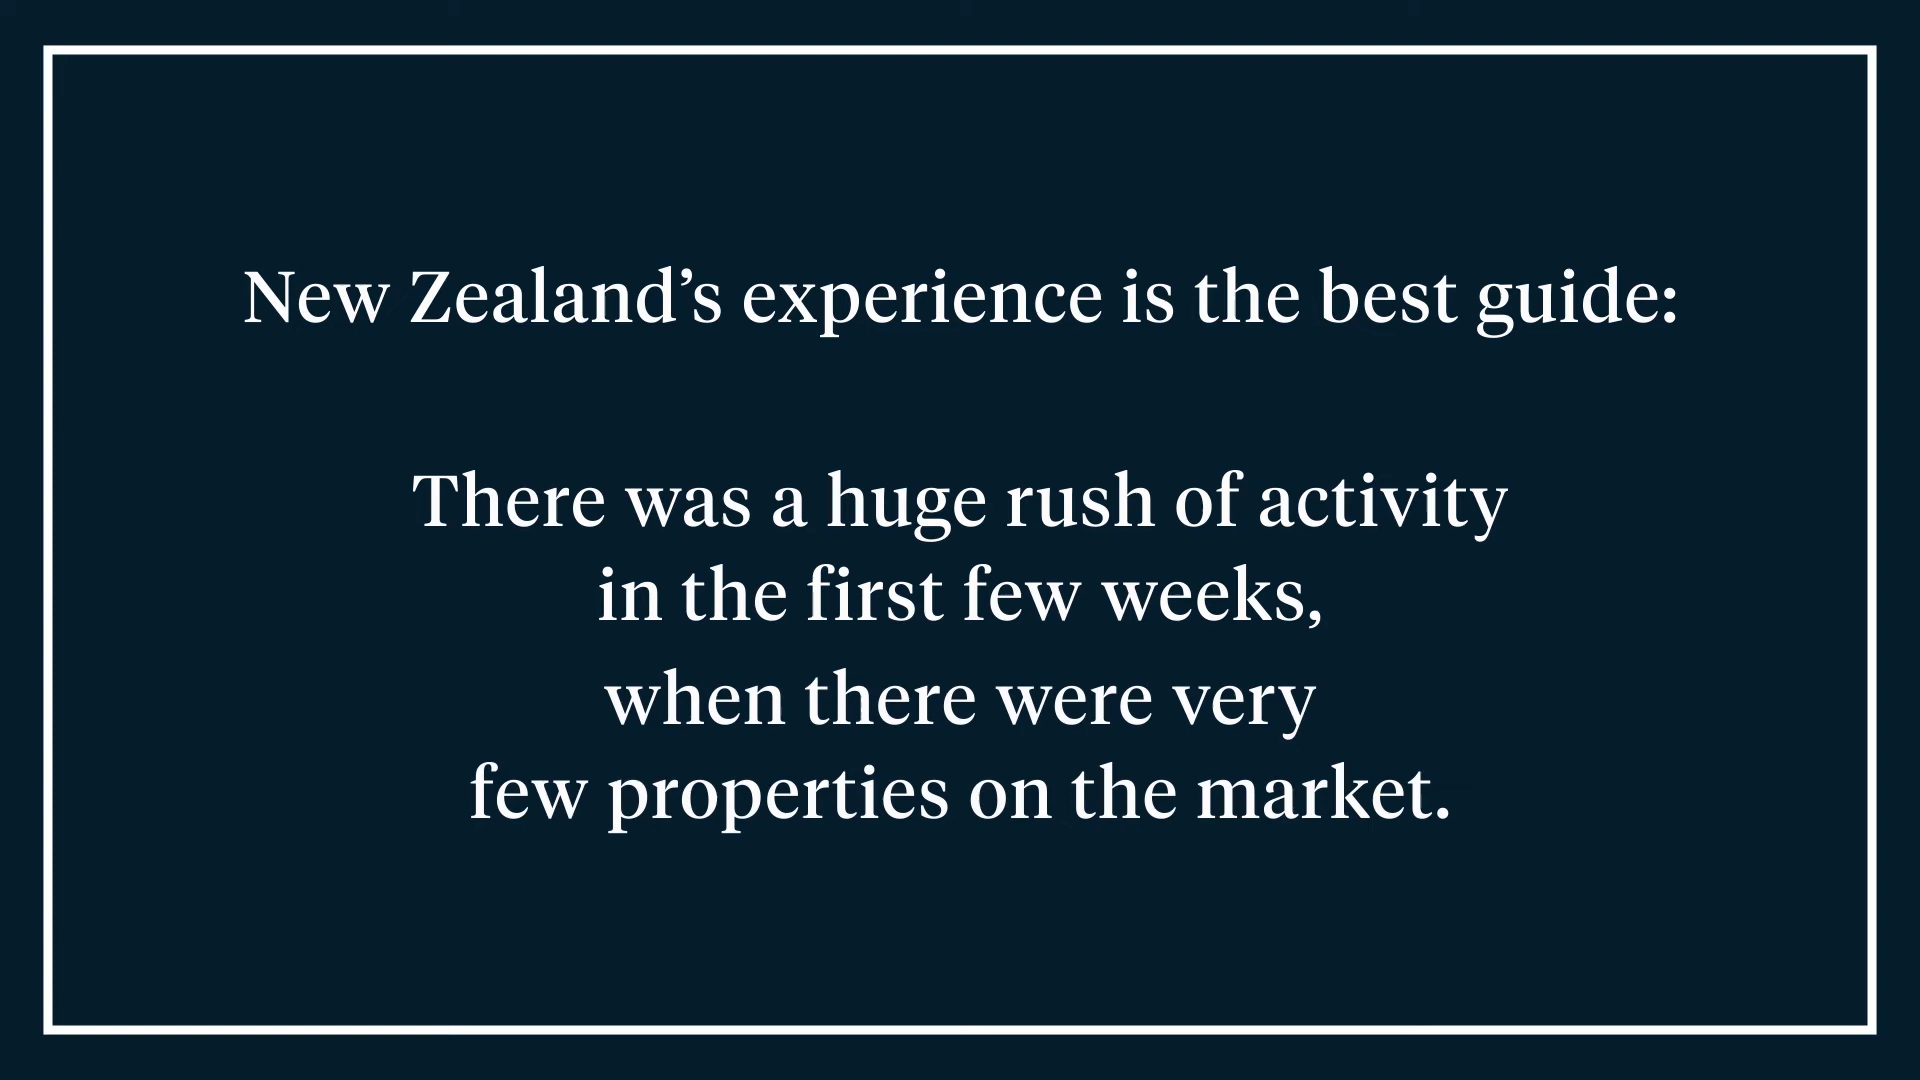 New Zealand’s experience is the best guide:
There was a huge rush of activity
in the first few weeks,
when there were very
few properties on the market.